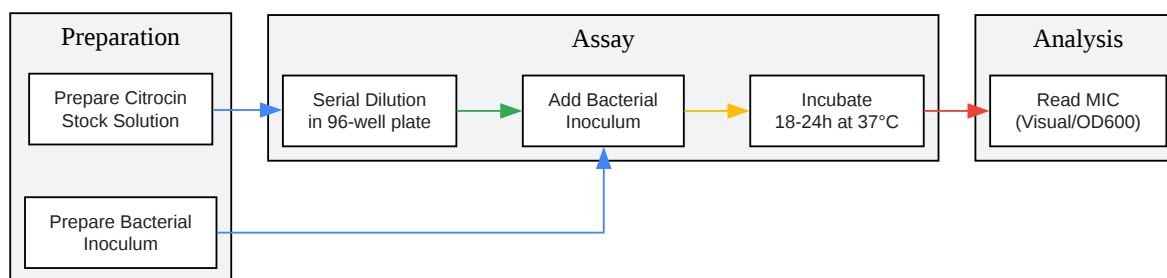 Preparation
Prepare Citrocin
Stock Solution
Prepare Bacterial
Inoculum
Assay
Serial Dilution
in 96-well plate
Add Bacterial
Inoculum
Incubate
18-24h at 37°C
Analysis
Read MIC
(Visual/OD600)